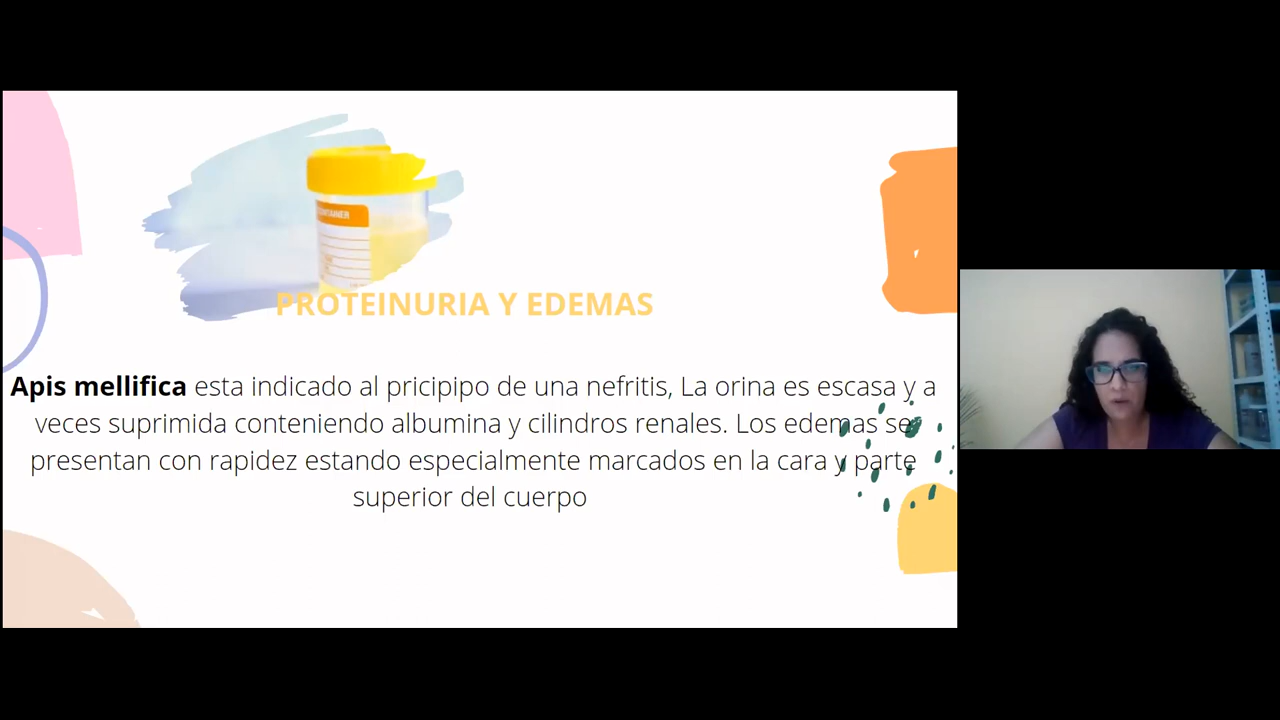 CONTAINER
PROTEINURIA Y EDEMAS
Apis mellifica esta indicado al pricipipo de una nefritis, La orina es escasa y a
veces suprimida conteniendo albumina y cilindros renales. Los edemas se
presentan con rapidez estando especialmente marcados en la cara y parte
superior del cuerpo